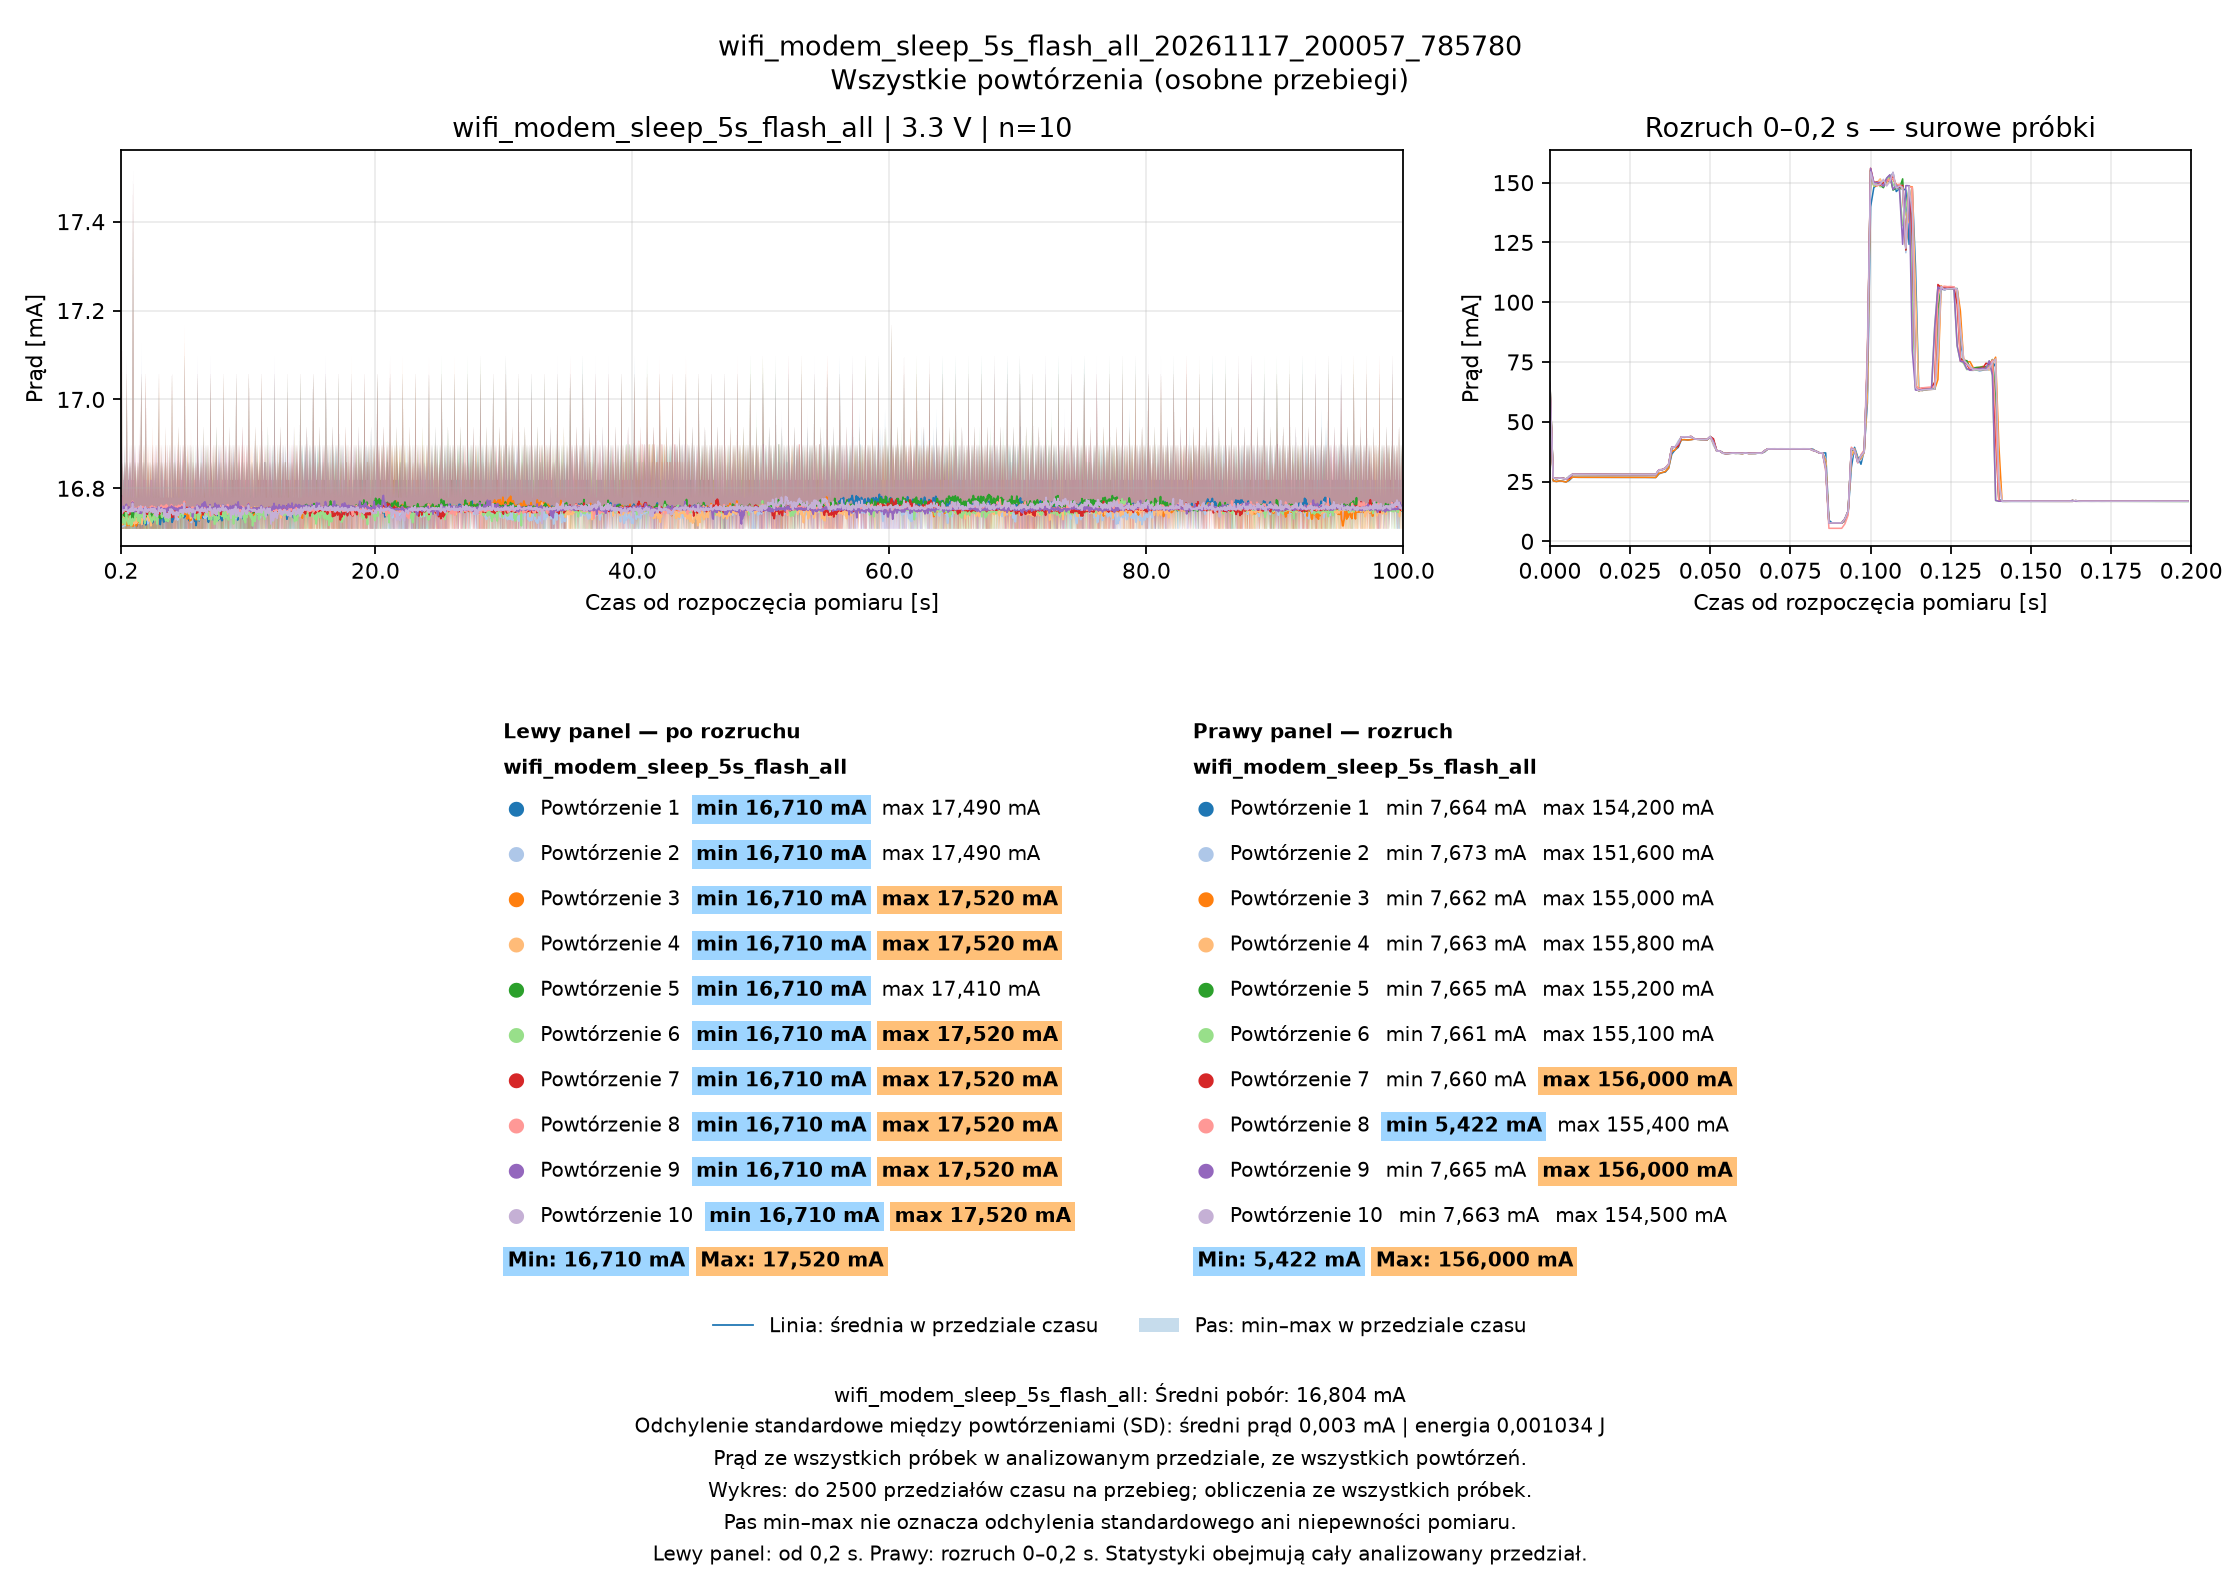 wifi_modem_sleep_5s_flash_all_20261117_200057_785780
Wszystkie powtórzenia (osobne przebiegi)
wifi_modem_sleep_5s_flash_all | 3.3 V | n=10
Prąd [mA]
17.4
17.2
17.0
16.8
0.2 20.0 40.0 60.0 80.0 100.0
Czas od rozpoczęcia pomiaru [s]
Rozruch 0–0,2 s — surowe próbki
Prąd [mA]
150
125
100
75
50
25
0
0.000 0.025 0.050 0.075 0.100 0.125 0.150 0.175 0.200
Czas od rozpoczęcia pomiaru [s]
Lewy panel — po rozruchu
wifi_modem_sleep_5s_flash_all
Powtórzenie 1 min 16,710 mA max 17,490 mA
Powtórzenie 2 min 16,710 mA max 17,490 mA
Powtórzenie 3 min 16,710 mA max 17,520 mA
Powtórzenie 4 min 16,710 mA max 17,520 mA
Powtórzenie 5 min 16,710 mA max 17,410 mA
Powtórzenie 6 min 16,710 mA max 17,520 mA
Powtórzenie 7 min 16,710 mA max 17,520 mA
Powtórzenie 8 min 16,710 mA max 17,520 mA
Powtórzenie 9 min 16,710 mA max 17,520 mA
Powtórzenie 10 min 16,710 mA max 17,520 mA
Min: 16,710 mA Max: 17,520 mA
Prawy panel — rozruch
wifi_modem_sleep_5s_flash_all
Powtórzenie 1 min 7,664 mA max 154,200 mA
Powtórzenie 2 min 7,673 mA max 151,600 mA
Powtórzenie 3 min 7,662 mA max 155,000 mA
Powtórzenie 4 min 7,663 mA max 155,800 mA
Powtórzenie 5 min 7,665 mA max 155,200 mA
Powtórzenie 6 min 7,661 mA max 155,100 mA
Powtórzenie 7 min 7,660 mA max 156,000 mA
Powtórzenie 8 min 5,422 mA max 155,400 mA
Powtórzenie 9 min 7,665 mA max 156,000 mA
Powtórzenie 10 min 7,663 mA max 154,500 mA
Min: 5,422 mA Max: 156,000 mA
Linia: średnia w przedziale czasu Pas: min–max w przedziale czasu
wifi_modem_sleep_5s_flash_all: Średni pobór: 16,804 mA
Odchylenie standardowe między powtórzeniami (SD): średni prąd 0,003 mA | energia 0,001034 J
Prąd ze wszystkich próbek w analizowanym przedziale, ze wszystkich powtórzeń.
Wykres: do 2500 przedziałów czasu na przebieg; obliczenia ze wszystkich próbek.
Pas min–max nie oznacza odchylenia standardowego ani niepewności pomiaru.
Lewy panel: od 0,2 s. Prawy: rozruch 0–0,2 s. Statystyki obejmują cały analizowany przedział.